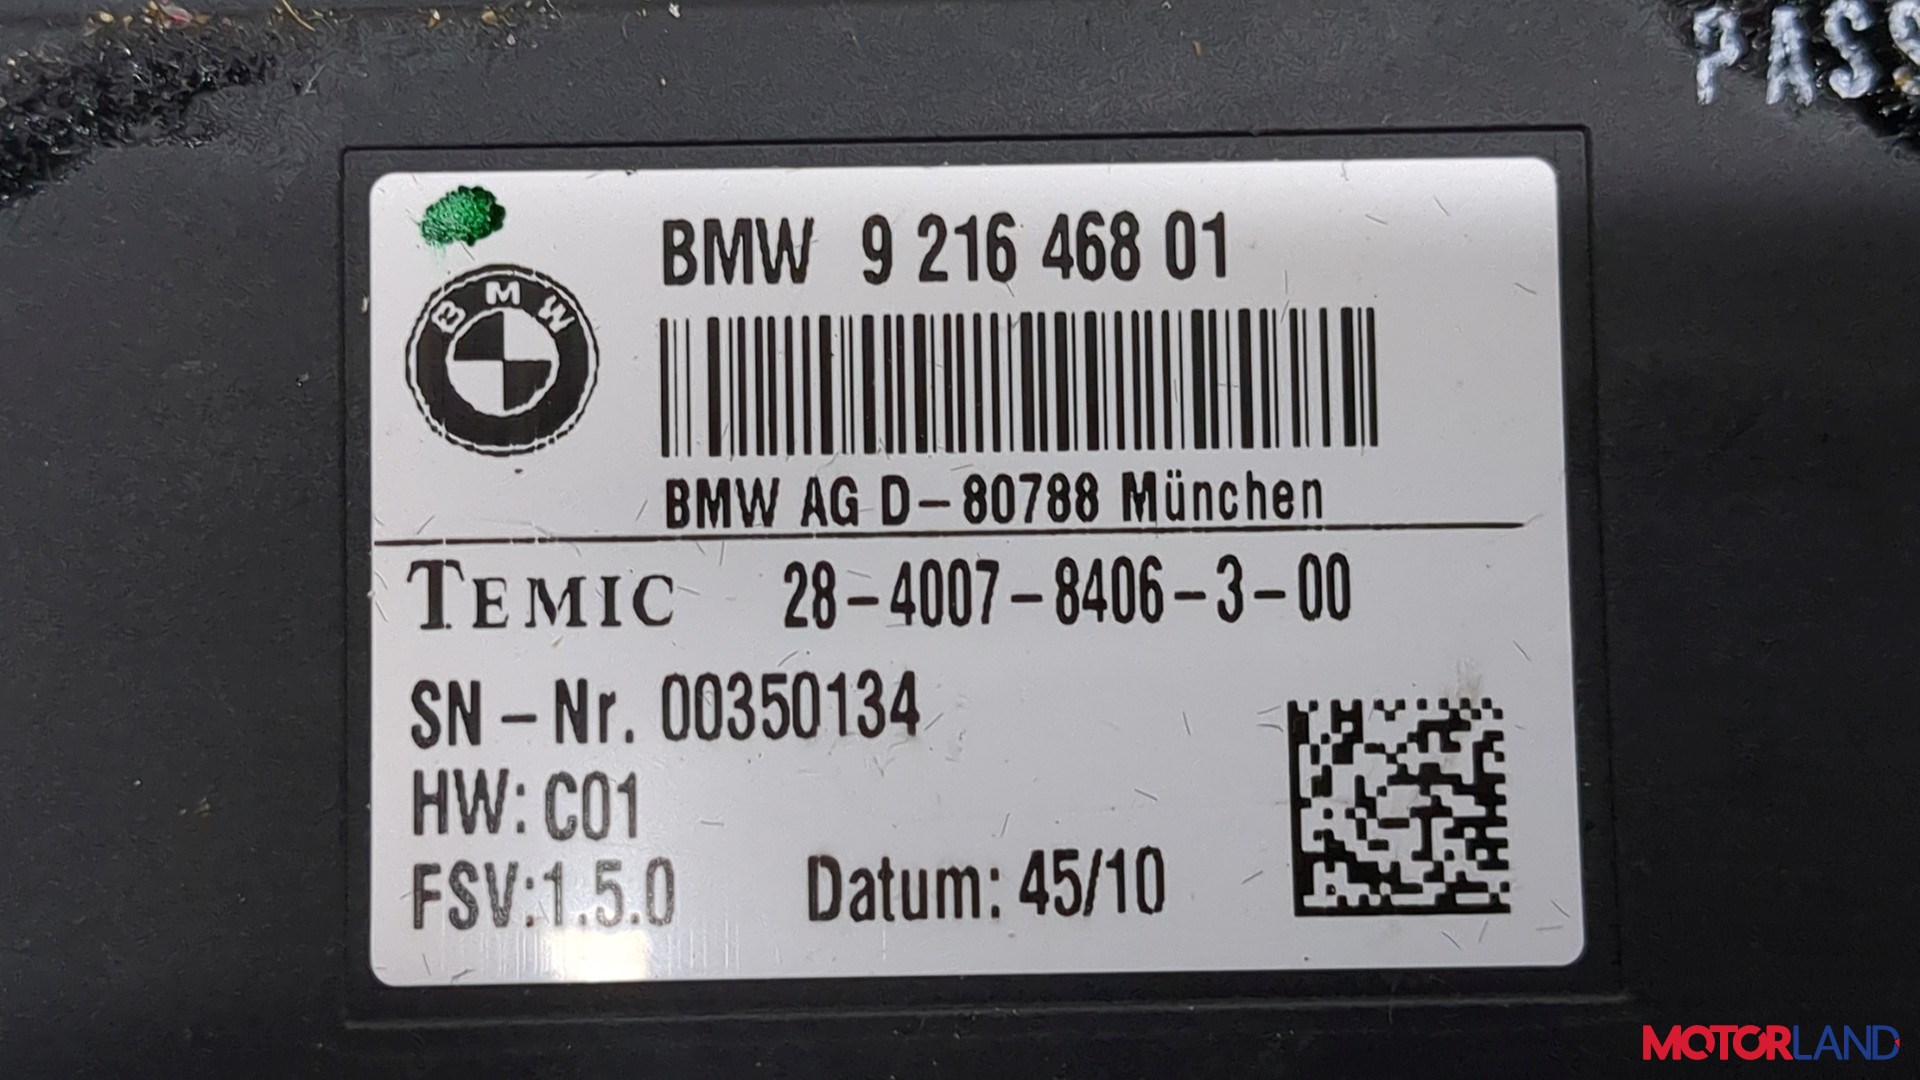 PASS
BMW 9 216 468 01
BMW
BMW AG D-80788 München
TEMIC 28-4007-8406-3-00
SN-Nr. 00350134
HW: C01
FSV:1.5.0 Datum: 45/10
MOTORLAND